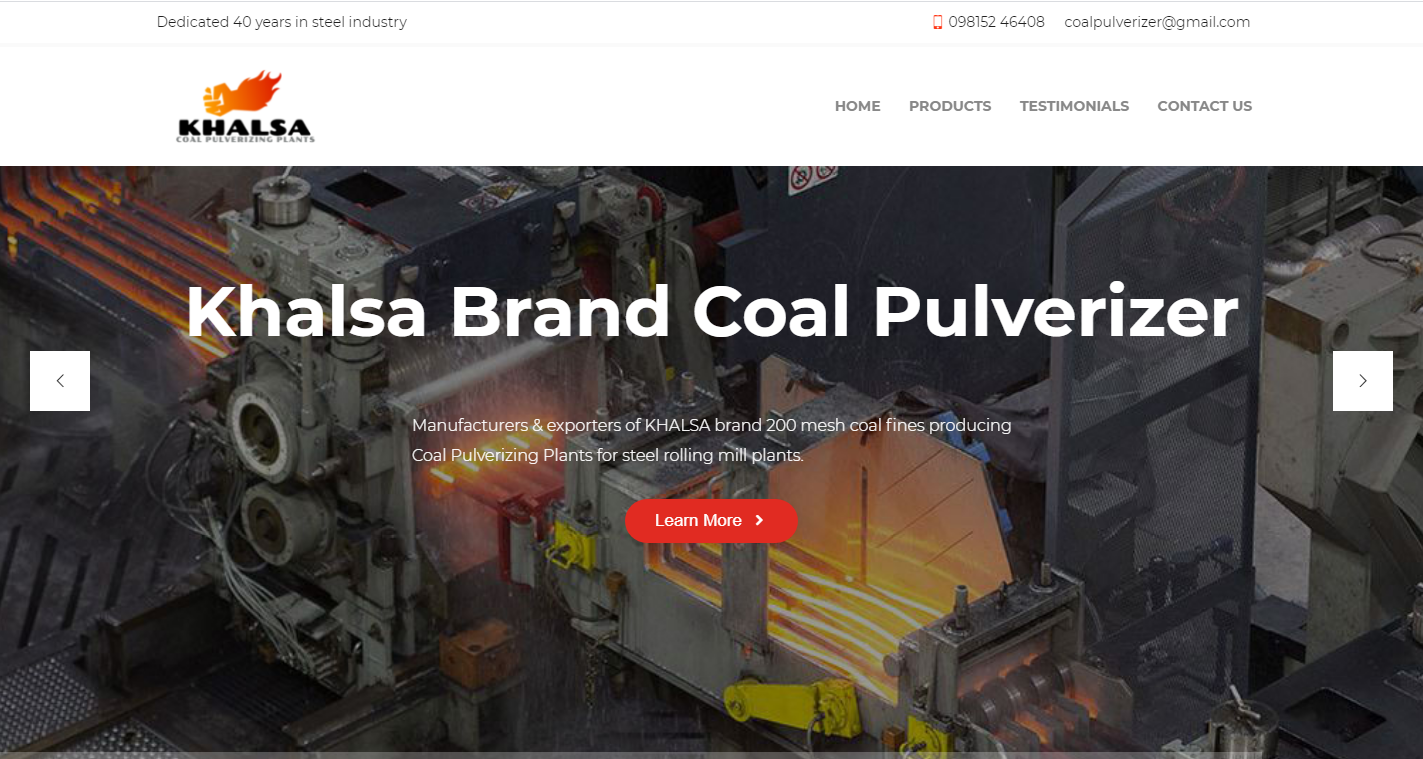 Dedicated 40 years in steel industry
098152 46408 coalpulverizer@gmail.com
KHALSA
COAL PULVERIZING PLANTS
HOME PRODUCTS TESTIMONIALS CONTACT US
Khalsa Brand Coal Pulverizer
Manufacturers & exporters of KHALSA brand 200 mesh coal fines producing
Coal Pulverizing Plants for steel rolling mill plants.
Learn More